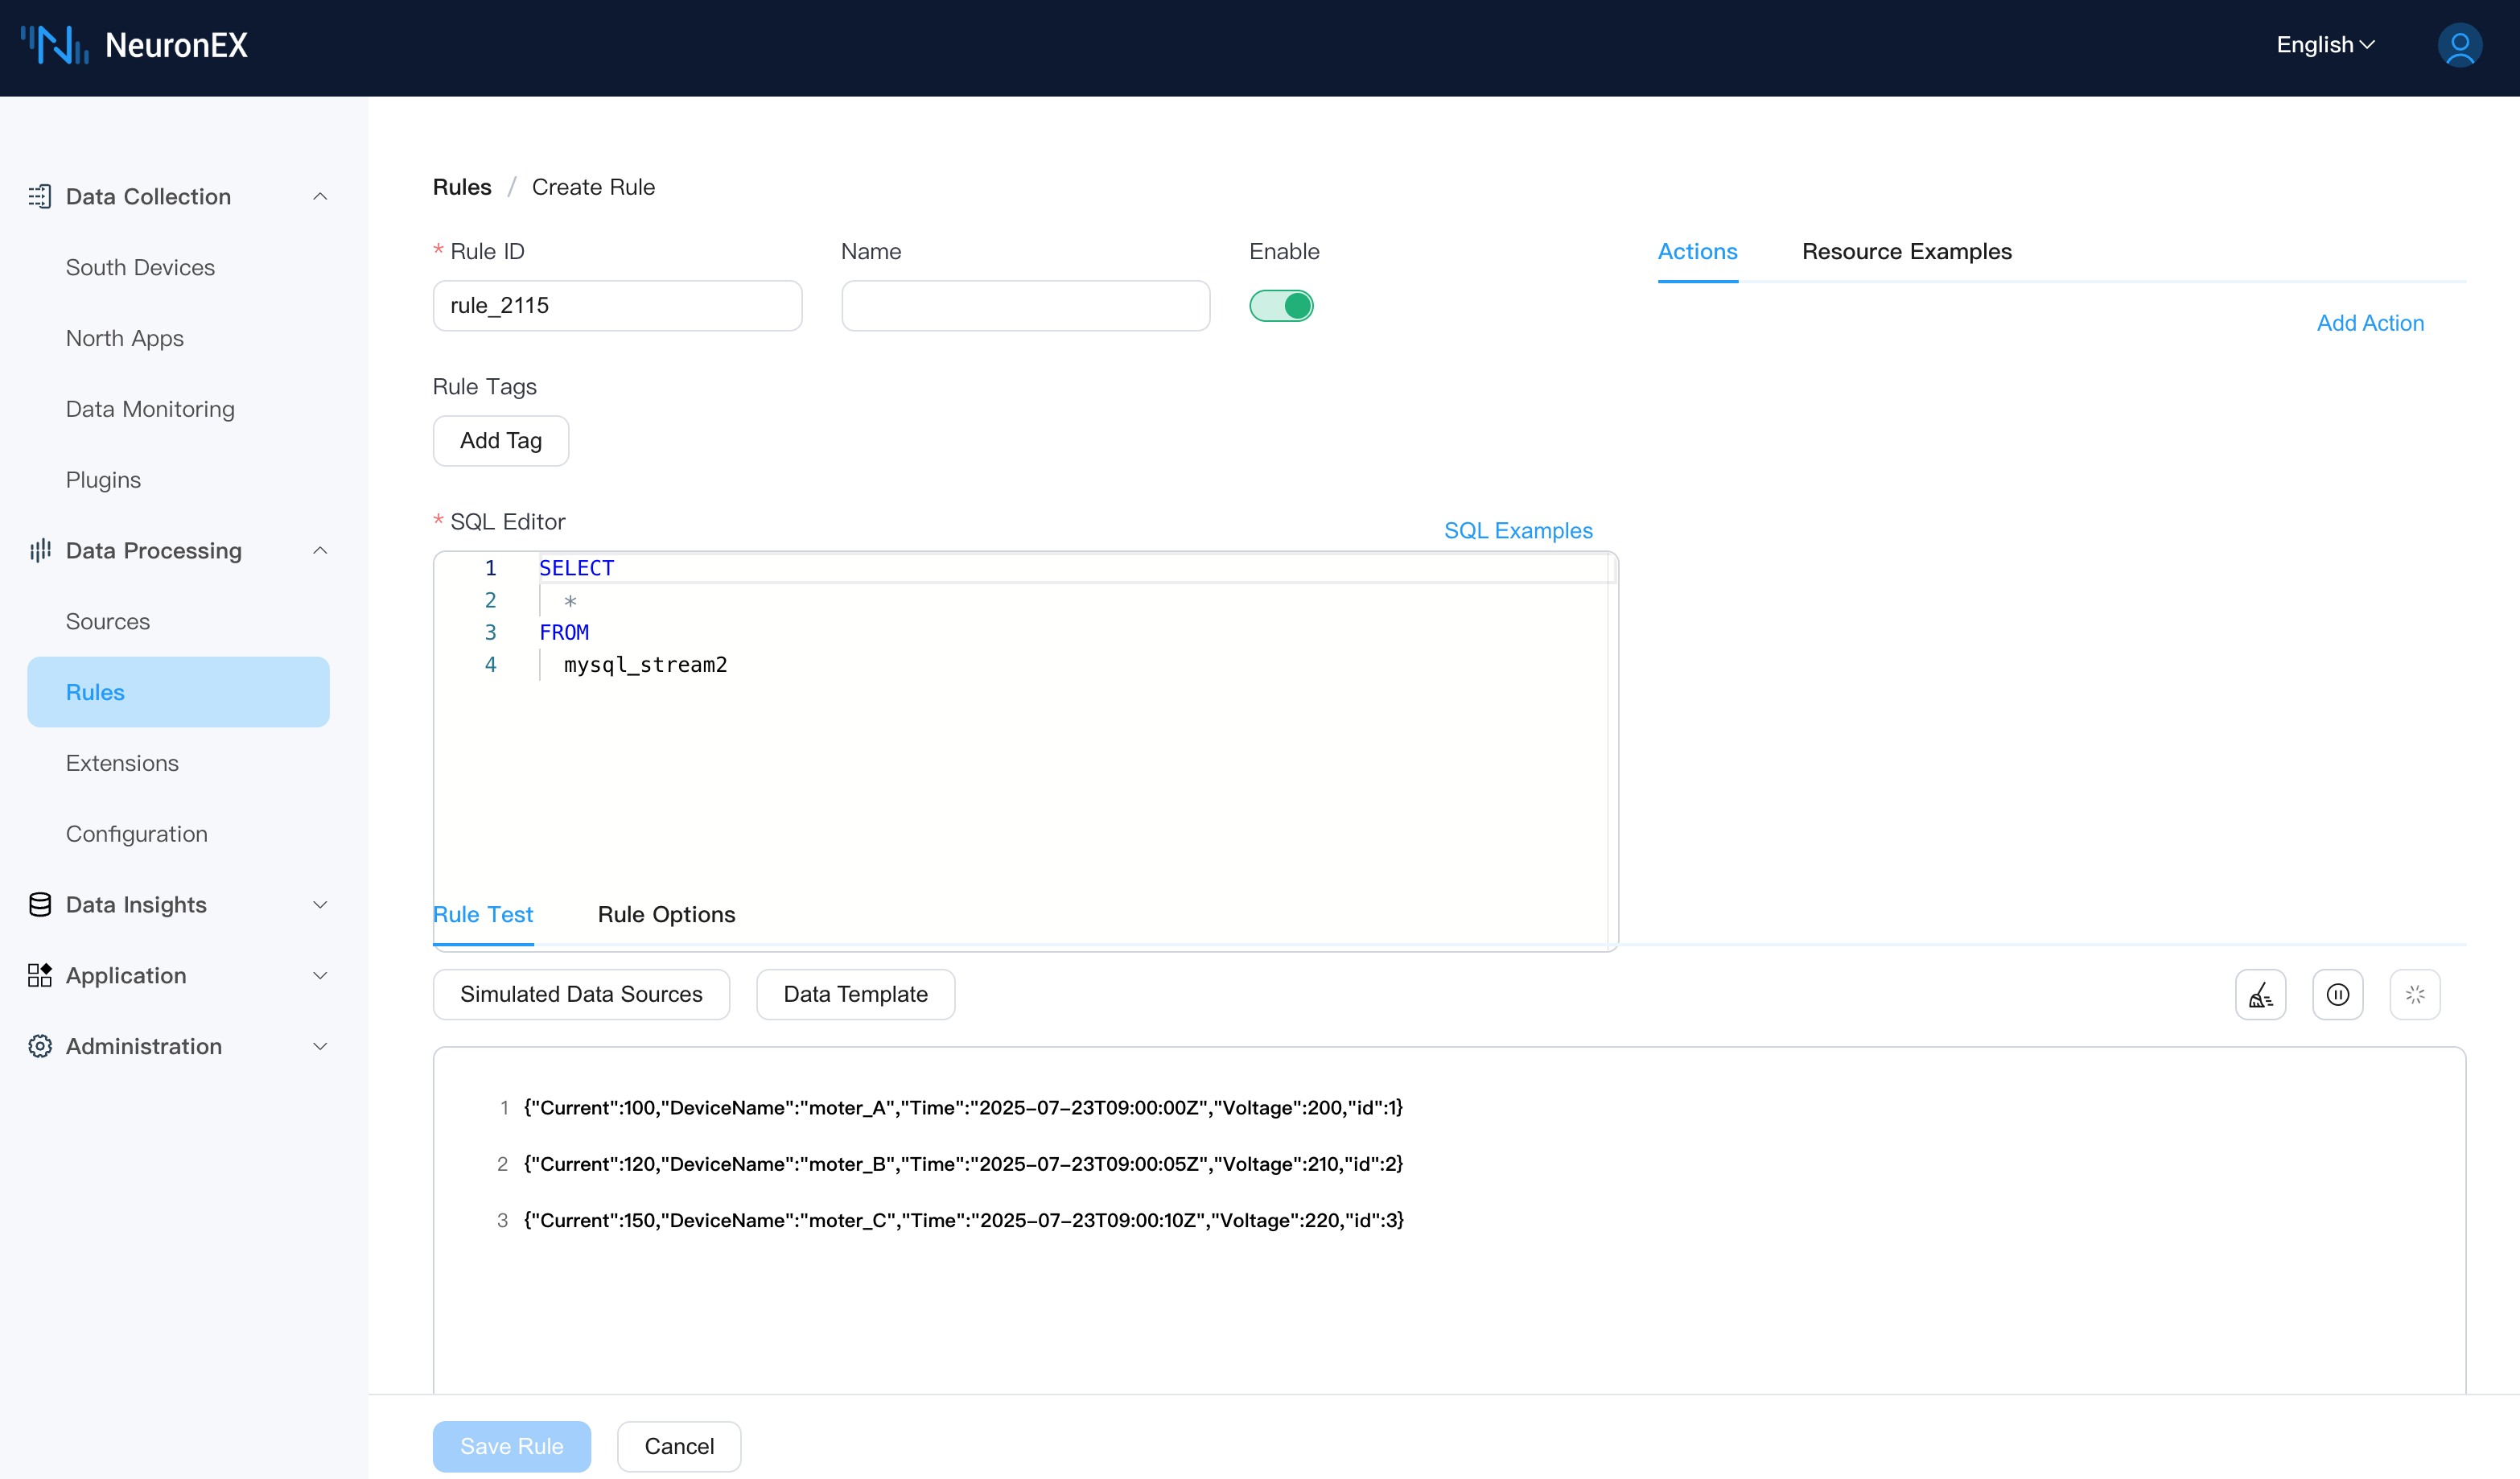 NeuronEX
English
Data Collection
South Devices
North Apps
Data Monitoring
Plugins
Data Processing
Sources
Rules
Extensions
Configuration
Data Insights
Application
Administration
Rules / Create Rule
* Rule ID
Name
Enable
rule_2115
Actions
Resource Examples
Add Action
Rule Tags
Add Tag
* SQL Editor
SQL Examples
1 SELECT
2 *
3 FROM
4 mysql_stream2
Rule Test
Rule Options
Simulated Data Sources
Data Template
1 {"Current":100,"DeviceName":"moter_A","Time":"2025-07-23T09:00:00Z","Voltage":200,"id":1}
2 {"Current":120,"DeviceName":"moter_B","Time":"2025-07-23T09:00:05Z","Voltage":210,"id":2}
3 {"Current":150,"DeviceName":"moter_C","Time":"2025-07-23T09:00:10Z","Voltage":220,"id":3}
Save Rule
Cancel